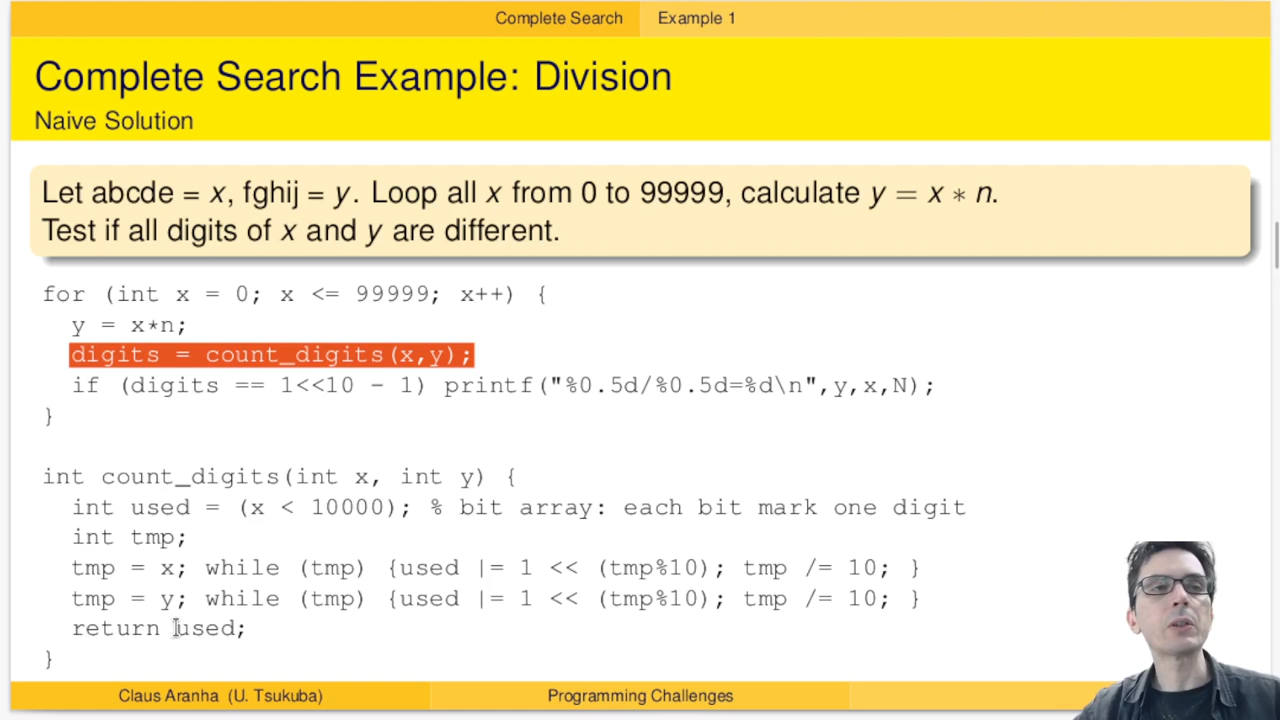 Complete Search Example 1
Complete Search Example: Division
Naive Solution
Let abcde = x, fghij = y. Loop all x from 0 to 99999, calculate y = x ∗ n.
Test if all digits of x and y are different.
for (int x = 0; x <= 99999; x++) {
y = x*n;
digits = count_digits(x,y);
if (digits == 1<<10 - 1) printf("%0.5d/%0.5d=%d\n",y,x,N);
}
int count_digits(int x, int y) {
int used = (x < 10000); % bit array: each bit mark one digit
int tmp;
tmp = x; while (tmp) {used |= 1 << (tmp%10); tmp /= 10; }
tmp = y; while (tmp) {used |= 1 << (tmp%10); tmp /= 10; }
return used;
}
Claus Aranha (U. Tsukuba) Programming Challenges